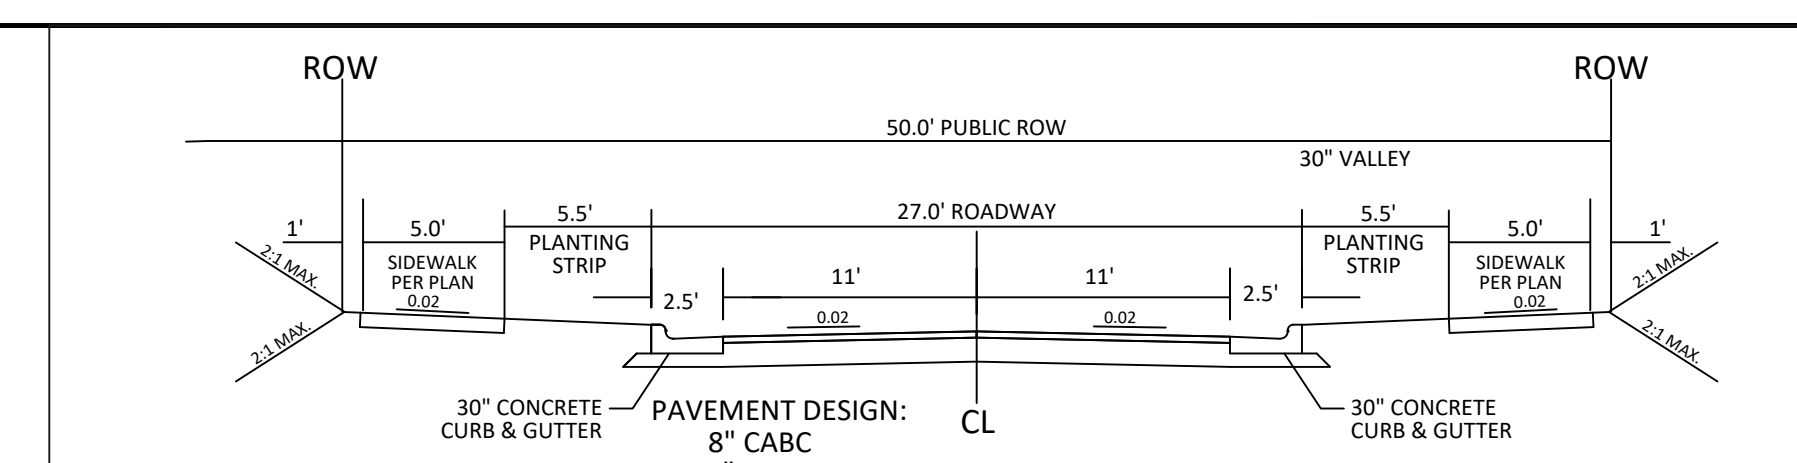 ROW
ROW
50.0' PUBLIC ROW
30" VALLEY
1'
5.0'
5.5'
27.0' ROADWAY
5.5'
5.0'
1'
2:1 MAX.
SIDEWALK
PER PLAN
0.02
PLANTING
STRIP
2.5'
11'
11'
2.5'
PLANTING
STRIP
SIDEWALK
PER PLAN
0.02
2:1 MAX.
0.02
0.02
2:1 MAX.
2:1 MAX.
30" CONCRETE
CURB & GUTTER
PAVEMENT DESIGN:
8" CABC
CL
30" CONCRETE
CURB & GUTTER